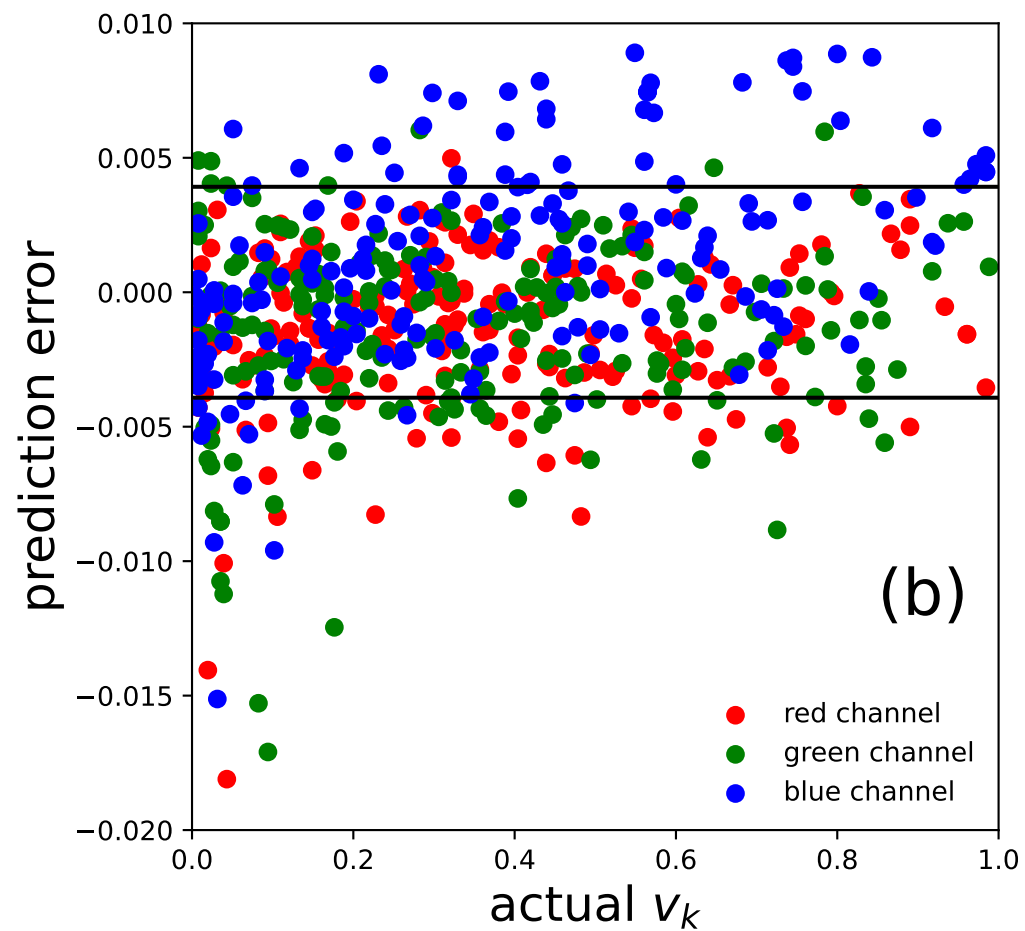 0.010
0.005
0.000
−0.005
−0.010
−0.015
−0.020
prediction error
(b)
red channel
green channel
blue channel
0.0 0.2 0.4 0.6 0.8 1.0
actual vₖ